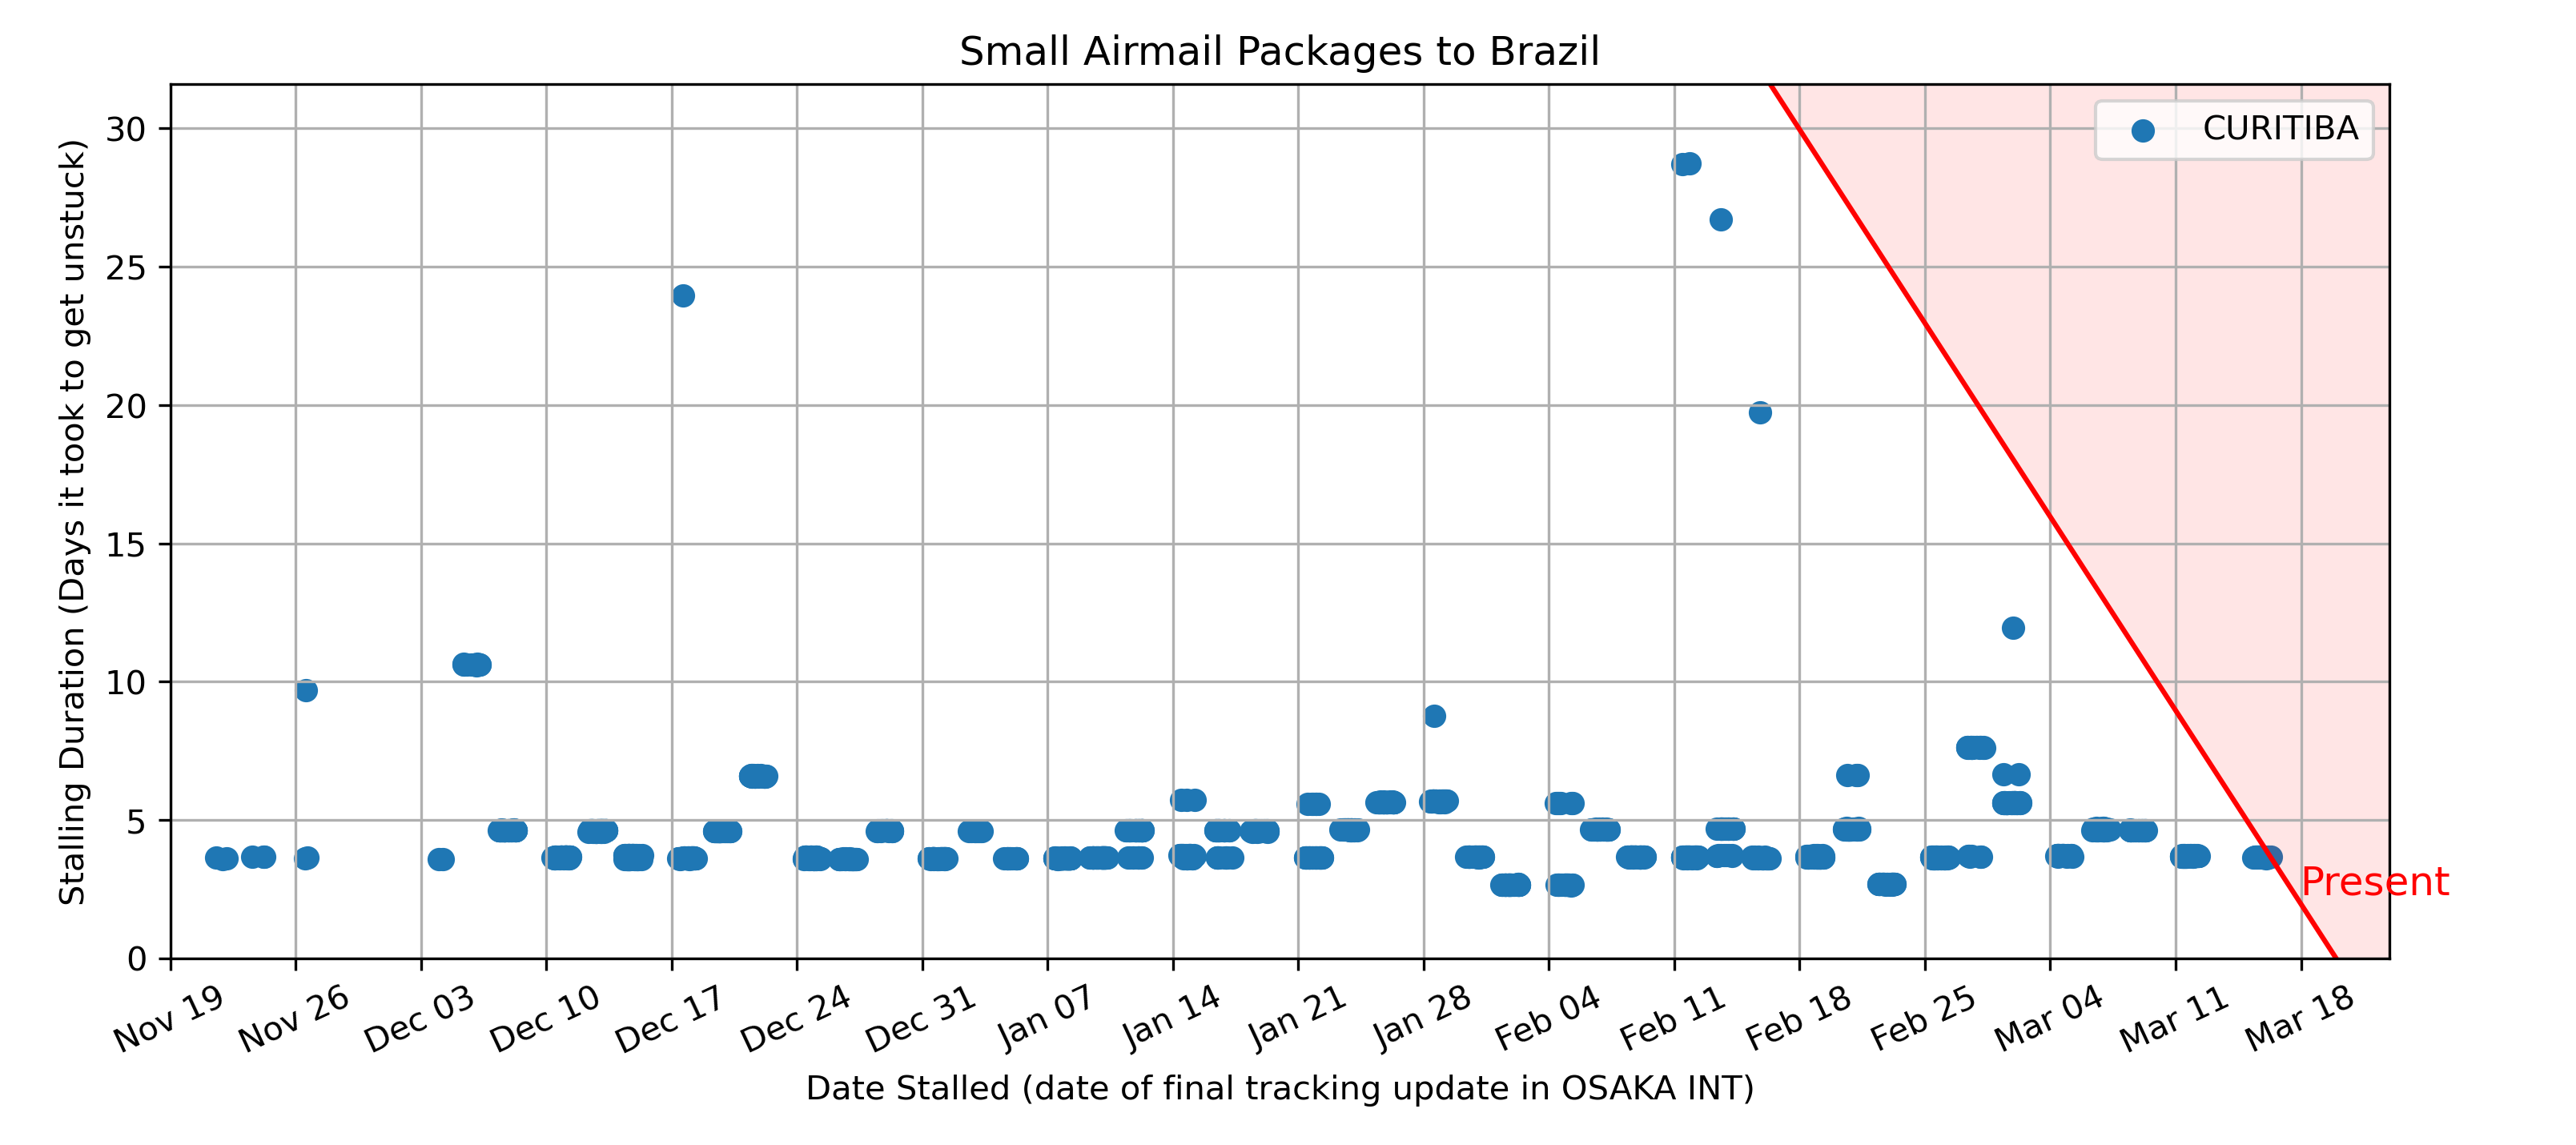 Small Airmail Packages to Brazil
CURITIBA
Stalling Duration (Days it took to get unstuck)
30
25
20
15
10
5
0
Present
Nov 19
Nov 26
Dec 03
Dec 10
Dec 17
Dec 24
Dec 31
Jan 07
Jan 14
Jan 21
Jan 28
Feb 04
Feb 11
Feb 18
Feb 25
Mar 04
Mar 11
Mar 18
Date Stalled (date of final tracking update in OSAKA INT)